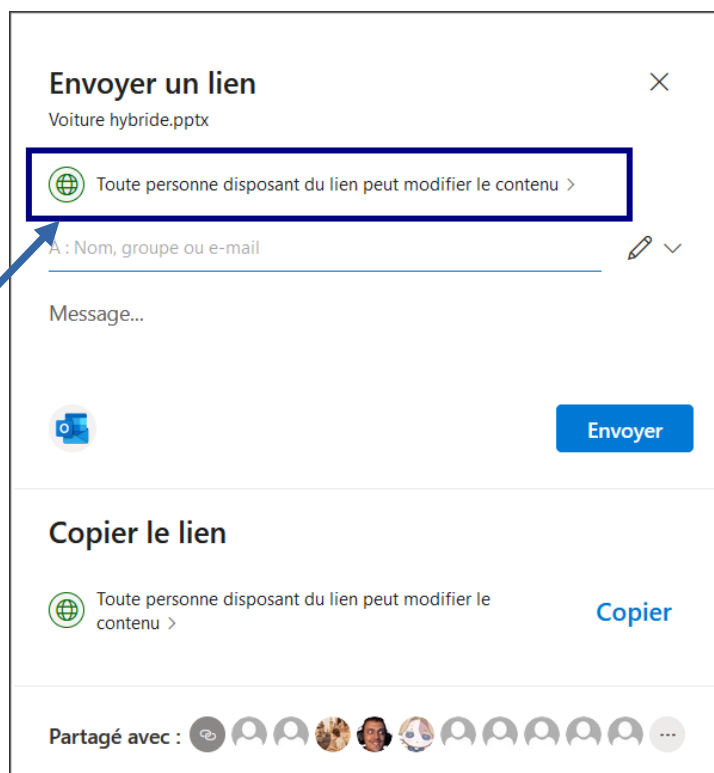 Envoyer un lien
Voiture hybride.pptx
Toute personne disposant du lien peut modifier le contenu >
A : Nom, groupe ou e-mail
Message...
Envoyer
Copier le lien
Toute personne disposant du lien peut modifier le
contenu >
Copier
Partagé avec :